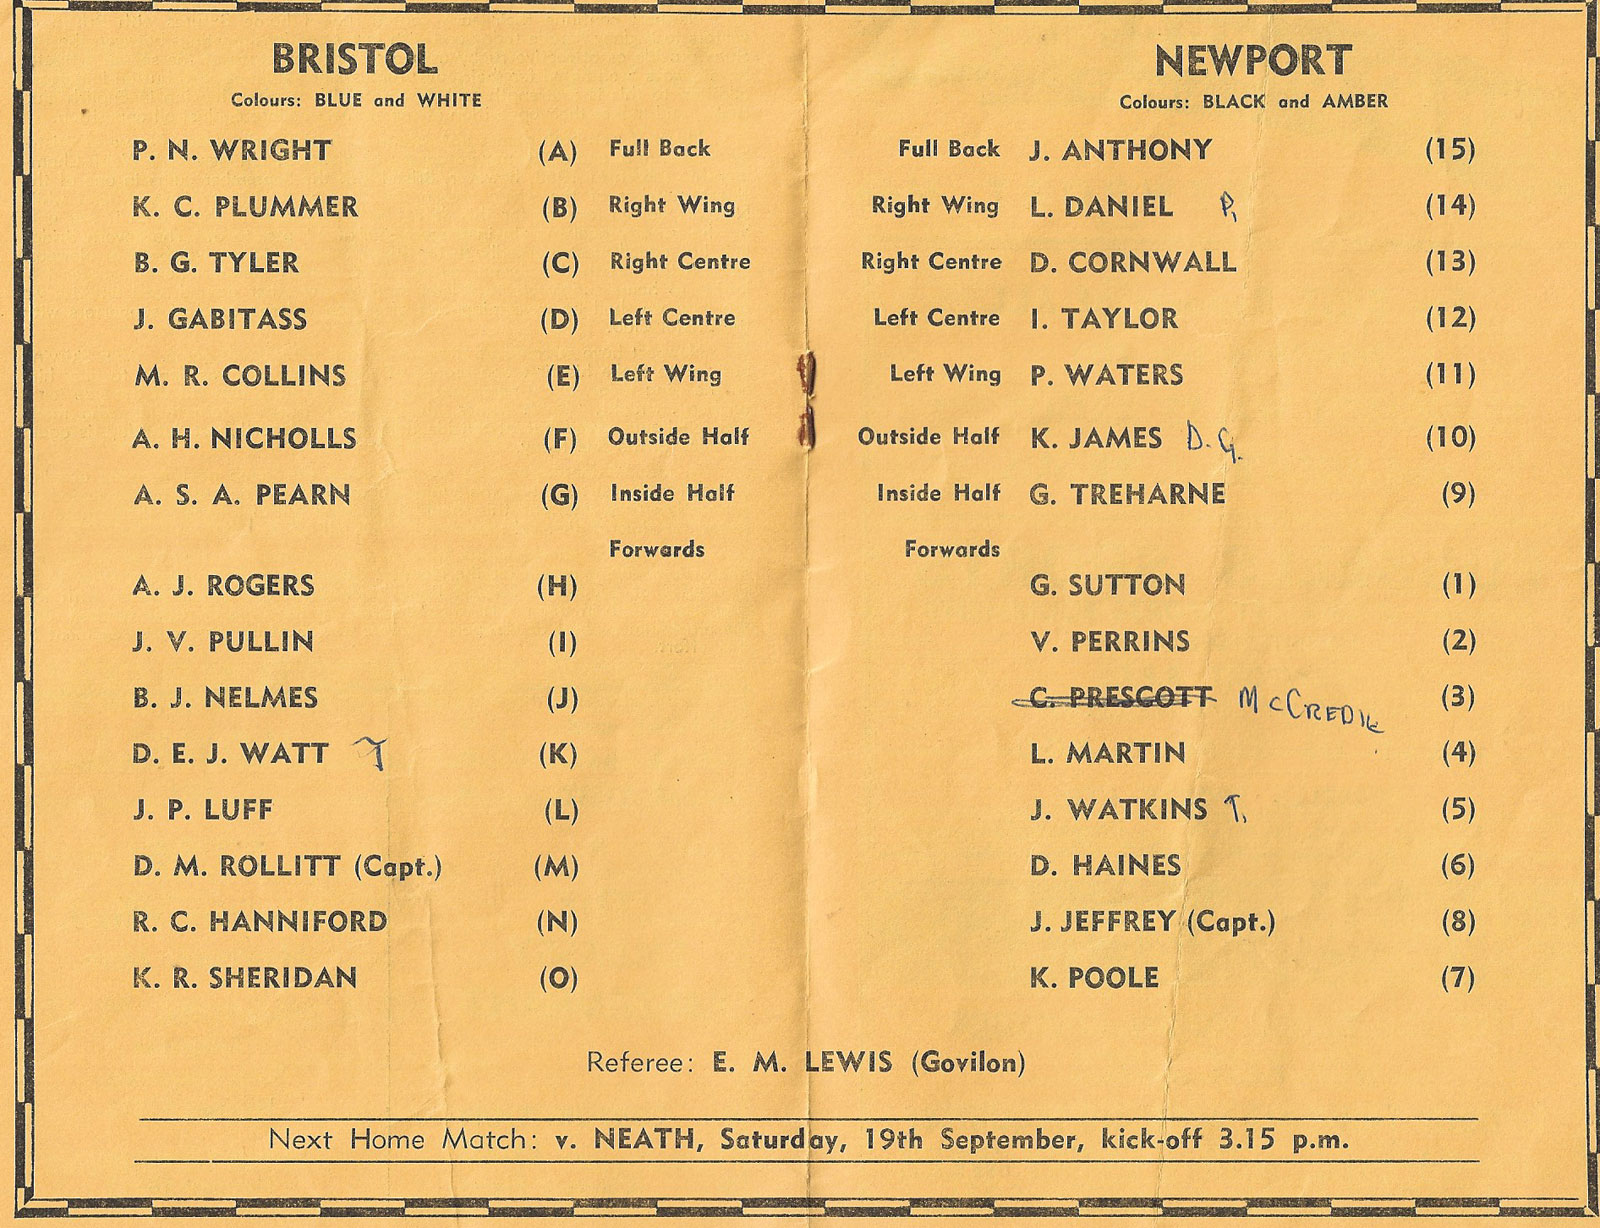 BRISTOL
Colours: BLUE and WHITE
P. N. WRIGHT (A) Full Back
K. C. PLUMMER (B) Right Wing
B. G. TYLER (C) Right Centre
J. GABITASS (D) Left Centre
M. R. COLLINS (E) Left Wing
A. H. NICHOLLS (F) Outside Half
A. S. A. PEARN (G) Inside Half
Forwards
A. J. ROGERS (H)
J. V. PULLIN (I)
B. J. NELMES (J)
D. E. J. WATT T (K)
J. P. LUFF (L)
D. M. ROLLITT (Capt.) (M)
R. C. HANNIFORD (N)
K. R. SHERIDAN (O)
NEWPORT
Colours: BLACK and AMBER
Full Back J. ANTHONY (15)
Right Wing L. DANIEL P. (14)
Right Centre D. CORNWALL (13)
Left Centre I. TAYLOR (12)
Left Wing P. WATERS (11)
Outside Half K. JAMES D.G. (10)
Inside Half G. TREHARNE (9)
Forwards
G. SUTTON (1)
V. PERRINS (2)
C. PRESCOTT McCREDIE (3)
L. MARTIN (4)
J. WATKINS T. (5)
D. HAINES (6)
J. JEFFREY (Capt.) (8)
K. POOLE (7)
Referee: E. M. LEWIS (Govilon)
Next Home Match: v. NEATH, Saturday, 19th September, kick-off 3.15 p.m.